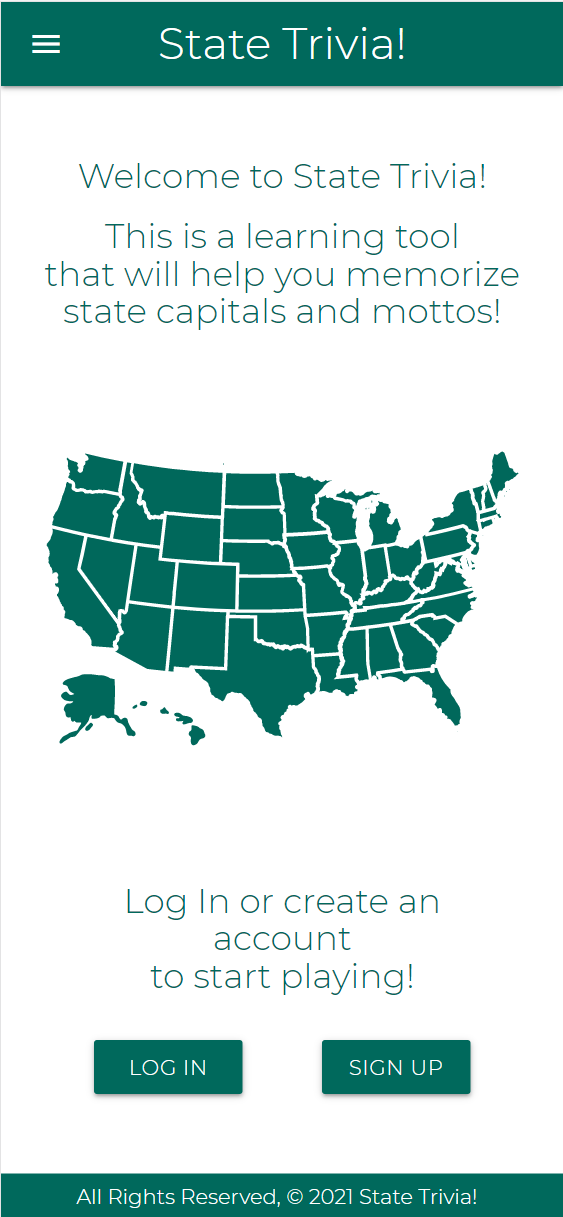 State Trivia!
Welcome to State Trivia!
This is a learning tool
that will help you memorize
state capitals and mottos!
Log In or create an
account
to start playing!
LOG IN
SIGN UP
All Rights Reserved, © 2021 State Trivia!